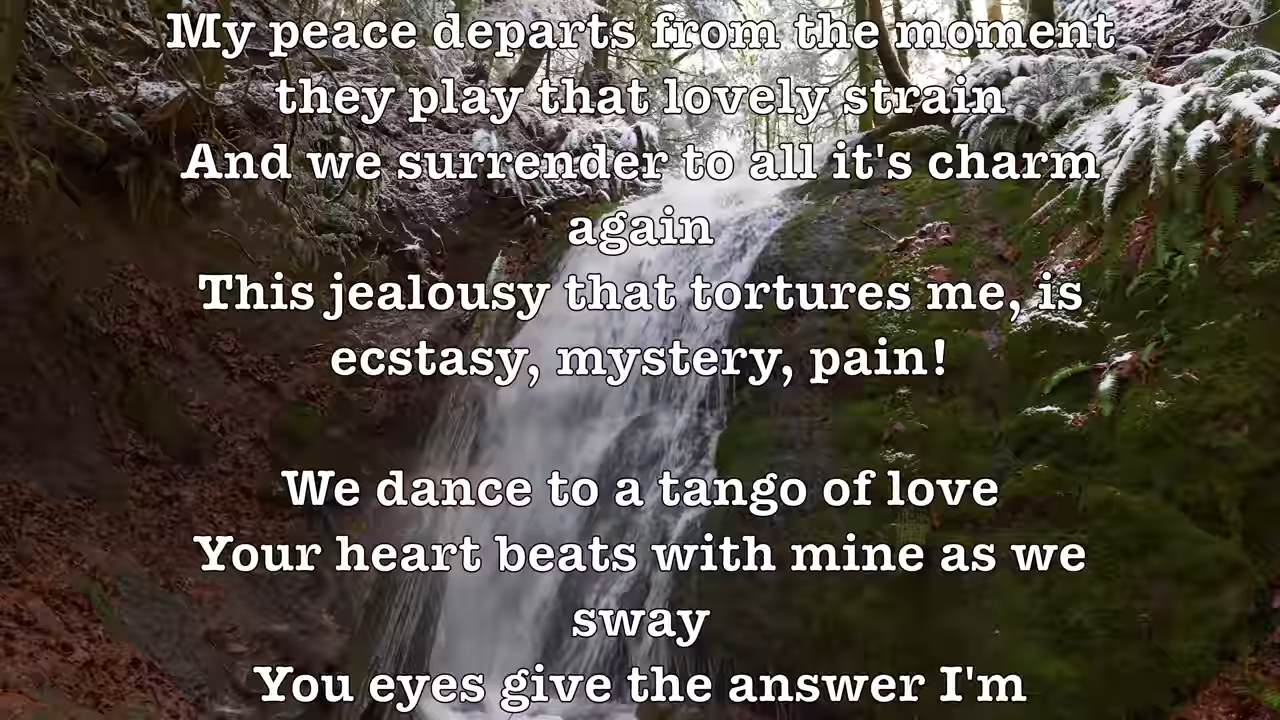 My peace departs from the moment
they play that lovely strain
And we surrender to all it's charm
again
This jealousy that tortures me, is
ecstasy, mystery, pain!
We dance to a tango of love
Your heart beats with mine as we
sway
You eyes give the answer I'm